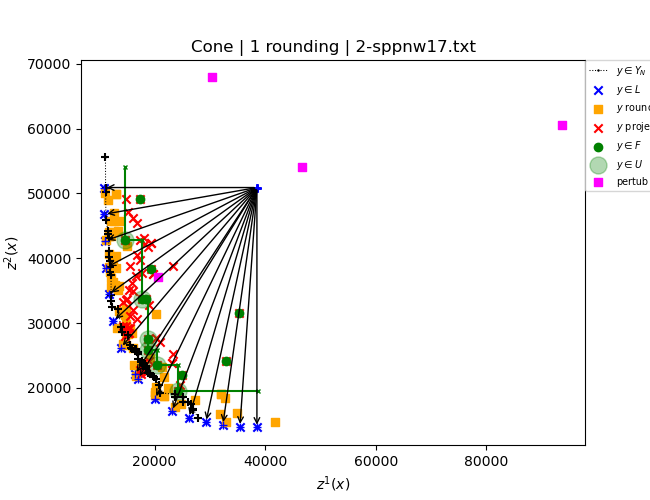 Cone | 1 rounding | 2-sppnw17.txt
70000
60000
50000
40000
30000
20000
z²(x)
20000
40000
60000
80000
z¹(x)
y ∈ Y_N
y ∈ L
y roun
y proje
y ∈ F
y ∈ U
pertub